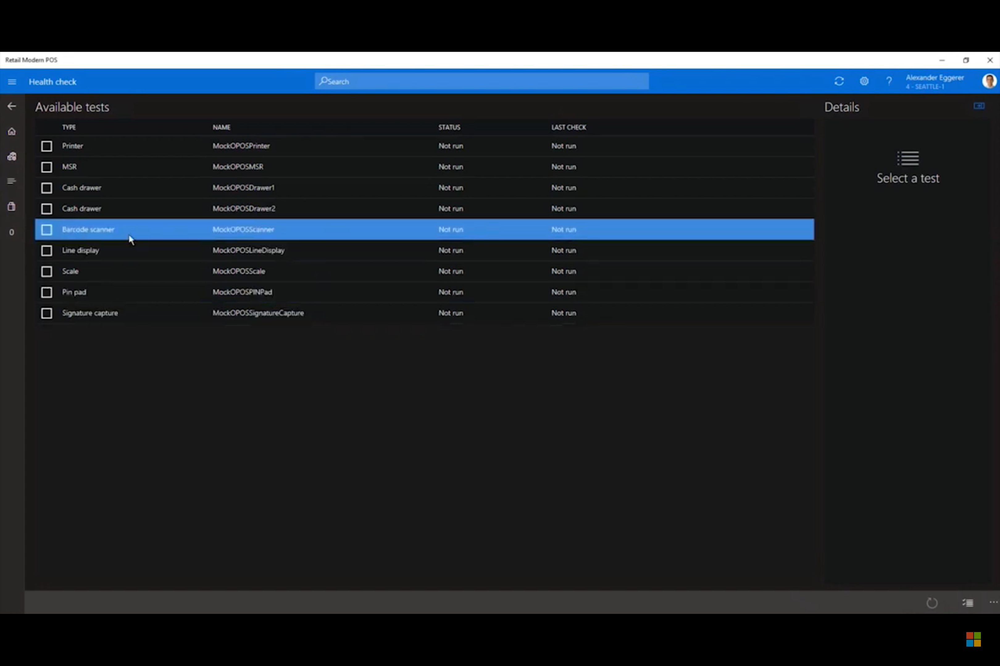 Retail Modern POS
Health check
Search
?
Alexander Eggerer
4 - SEATTLE-1
Available tests
Details
TYPE NAME STATUS LAST CHECK
Printer MockOPOSPrinter Not run Not run
MSR MockOPOSMSR Not run Not run
Cash drawer MockOPOSDrawer1 Not run Not run
Cash drawer MockOPOSDrawer2 Not run Not run
Barcode scanner MockOPOSScanner Not run Not run
Line display MockOPOSLineDisplay Not run Not run
Scale MockOPOSScale Not run Not run
Pin pad MockOPOSPINPad Not run Not run
Signature capture MockOPOSSignatureCapture Not run Not run
Select a test
0